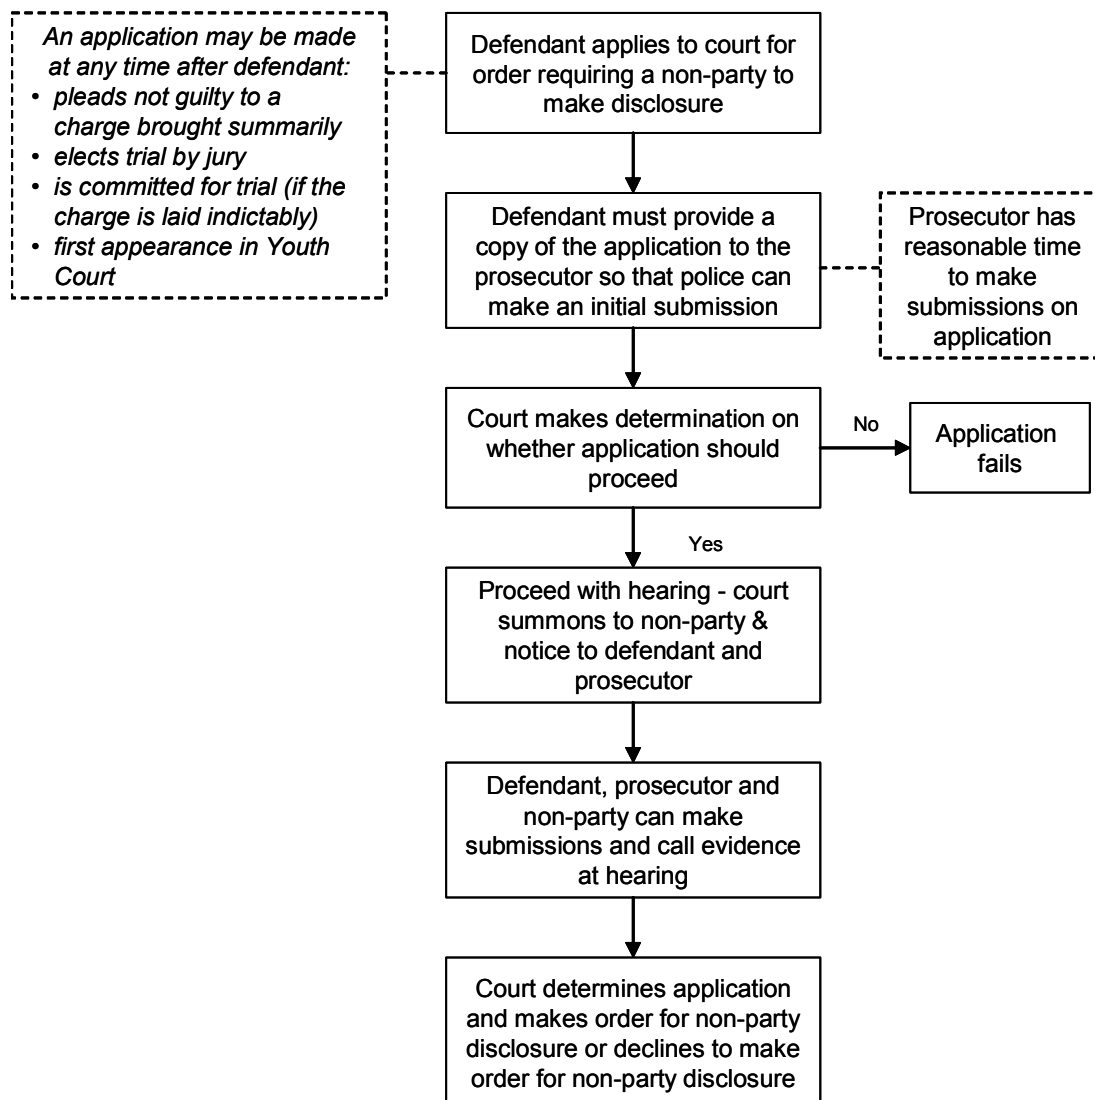 An application may be made
at any time after defendant:
• pleads not guilty to a
charge brought summarily
• elects trial by jury
• is committed for trial (if the
charge is laid indictably)
• first appearance in Youth
Court
Defendant applies to court for
order requiring a non-party to
make disclosure
Defendant must provide a
copy of the application to the
prosecutor so that police can
make an initial submission
Prosecutor has
reasonable time
to make
submissions on
application
Court makes determination on
whether application should
proceed
No
Application
fails
Yes
Proceed with hearing - court
summons to non-party &
notice to defendant and
prosecutor
Defendant, prosecutor and
non-party can make
submissions and call evidence
at hearing
Court determines application
and makes order for non-party
disclosure or declines to make
order for non-party disclosure